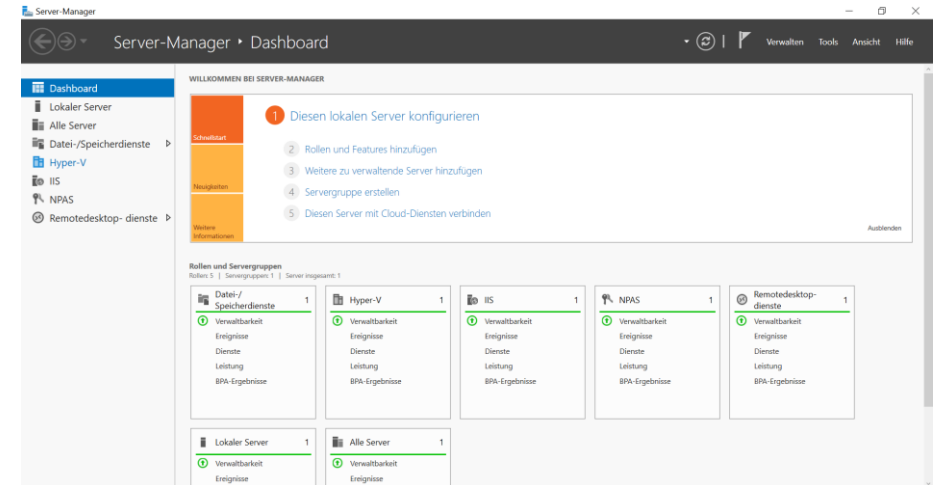 Server-Manager
Server-Manager • Dashboard
Verwalten Tools Ansicht Hilfe
Dashboard
Lokaler Server
Alle Server
Datei-/Speicherdienste
Hyper-V
IIS
NPAS
Remotedesktop- dienste
WILLKOMMEN BEI SERVER-MANAGER
Schnellstart
Neuigkeiten
Weitere
Informationen
1 Diesen lokalen Server konfigurieren
2 Rollen und Features hinzufügen
3 Weitere zu verwaltende Server hinzufügen
4 Servergruppe erstellen
5 Diesen Server mit Cloud-Diensten verbinden
Ausblenden
Rollen und Servergruppen
Rollen: 5 | Servergruppen: 1 | Server insgesamt: 1
Datei-/
Speicherdienste 1
Verwaltbarkeit
Ereignisse
Dienste
Leistung
BPA-Ergebnisse
Hyper-V 1
Verwaltbarkeit
Ereignisse
Dienste
Leistung
BPA-Ergebnisse
IIS 1
Verwaltbarkeit
Ereignisse
Dienste
Leistung
BPA-Ergebnisse
NPAS 1
Verwaltbarkeit
Ereignisse
Dienste
Leistung
BPA-Ergebnisse
Remotedesktop-
dienste 1
Verwaltbarkeit
Ereignisse
Dienste
Leistung
BPA-Ergebnisse
Lokaler Server 1
Verwaltbarkeit
Ereignisse
Alle Server 1
Verwaltbarkeit
Ereignisse